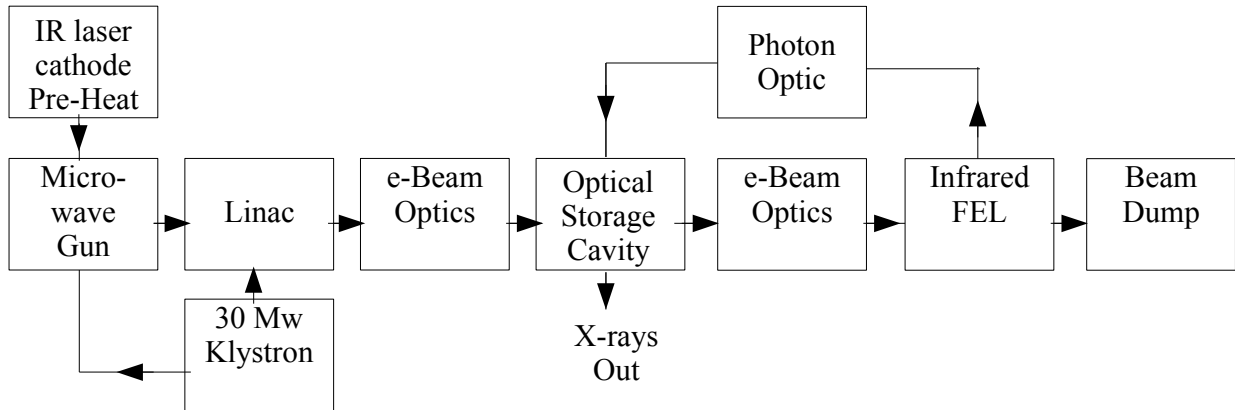 IR laser
cathode
Pre-Heat
Photon
Optic
Micro-
wave
Gun
Linac
e-Beam
Optics
Optical
Storage
Cavity
e-Beam
Optics
Infrared
FEL
Beam
Dump
30 Mw
Klystron
X-rays
Out